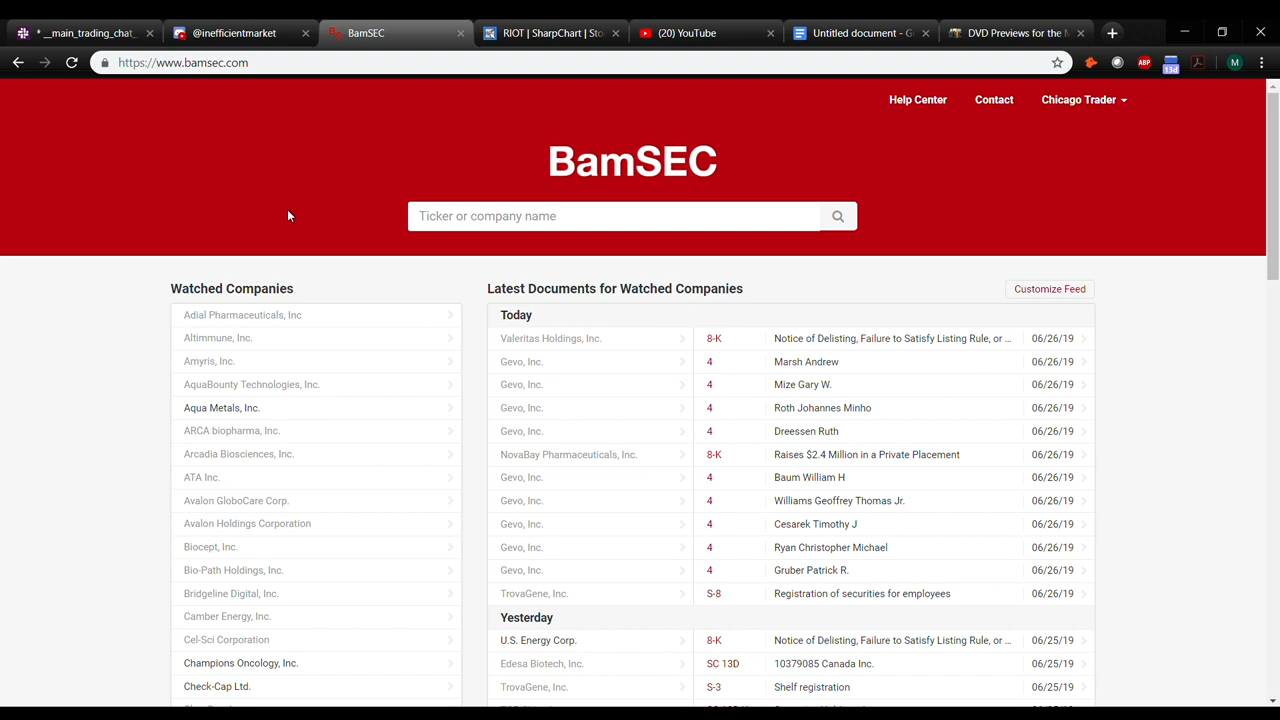 *__main_trading_chat_
@inefficientmarket
BamSEC
RIOT | SharpChart | Sto
(20) YouTube
Untitled document - G
DVD Previews for the M
https://www.bamsec.com
ABP
13d
M
Help Center
Contact
Chicago Trader
BamSEC
Ticker or company name
Watched Companies
Adial Pharmaceuticals, Inc
Altimmune, Inc.
Amyris, Inc.
AquaBounty Technologies, Inc.
Aqua Metals, Inc.
ARCA biopharma, Inc.
Arcadia Biosciences, Inc.
ATA Inc.
Avalon GloboCare Corp.
Avalon Holdings Corporation
Biocept, Inc.
Bio-Path Holdings, Inc.
Bridgeline Digital, Inc.
Camber Energy, Inc.
Cel-Sci Corporation
Champions Oncology, Inc.
Check-Cap Ltd.
Latest Documents for Watched Companies
Customize Feed
Today
Valeritas Holdings, Inc. 8-K Notice of Delisting, Failure to Satisfy Listing Rule, or ... 06/26/19
Gevo, Inc. 4 Marsh Andrew 06/26/19
Gevo, Inc. 4 Mize Gary W. 06/26/19
Gevo, Inc. 4 Roth Johannes Minho 06/26/19
Gevo, Inc. 4 Dreessen Ruth 06/26/19
NovaBay Pharmaceuticals, Inc. 8-K Raises $2.4 Million in a Private Placement 06/26/19
Gevo, Inc. 4 Baum William H 06/26/19
Gevo, Inc. 4 Williams Geoffrey Thomas Jr. 06/26/19
Gevo, Inc. 4 Cesarek Timothy J 06/26/19
Gevo, Inc. 4 Ryan Christopher Michael 06/26/19
Gevo, Inc. 4 Gruber Patrick R. 06/26/19
TrovaGene, Inc. S-8 Registration of securities for employees 06/26/19
Yesterday
U.S. Energy Corp. 8-K Notice of Delisting, Failure to Satisfy Listing Rule, or ... 06/25/19
Edesa Biotech, Inc. SC 13D 10379085 Canada Inc. 06/25/19
TrovaGene, Inc. S-3 Shelf registration 06/25/19